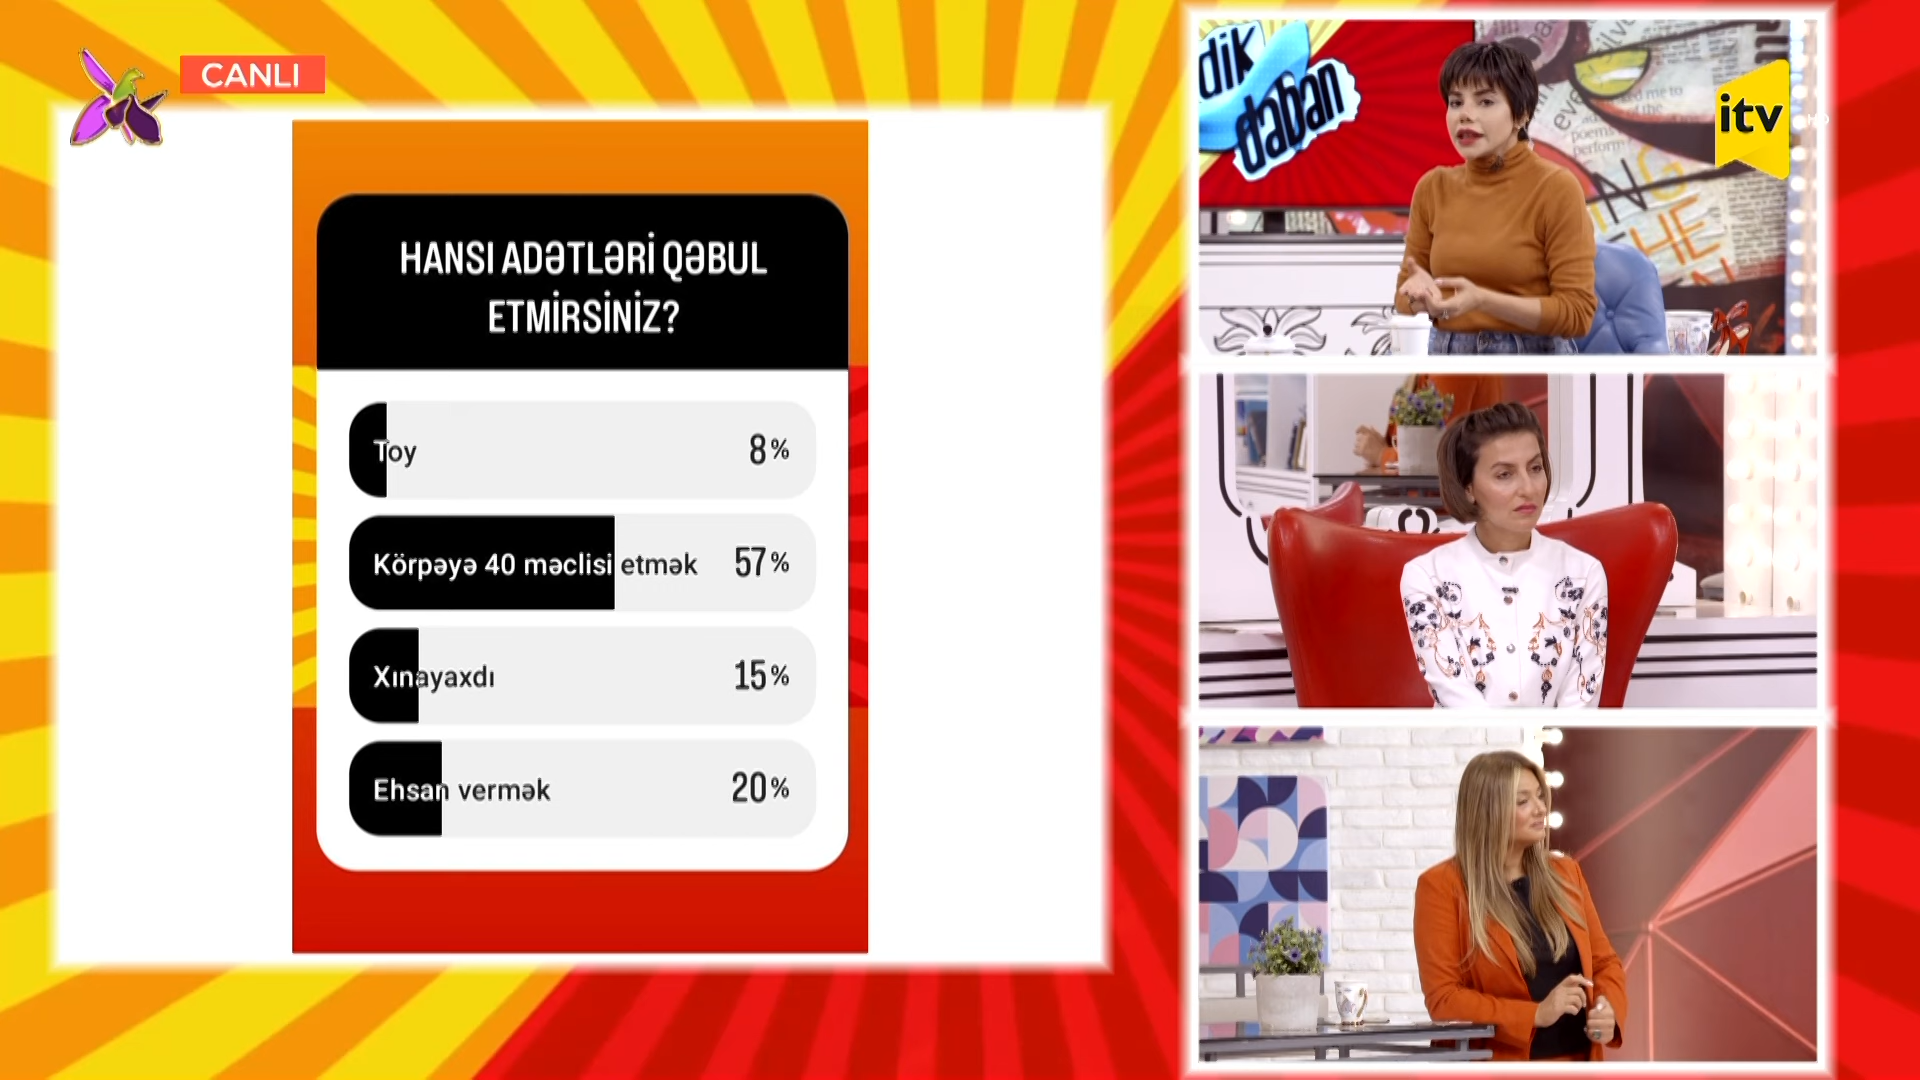 CANLI
HANSI ADƏTLƏRİ QƏBUL
ETMİRSİNİZ?
Toy 8%
Körpəyə 40 məclisi etmək 57%
Xınayaxdı 15%
Ehsan vermək 20%
dik
daban
itv
HD